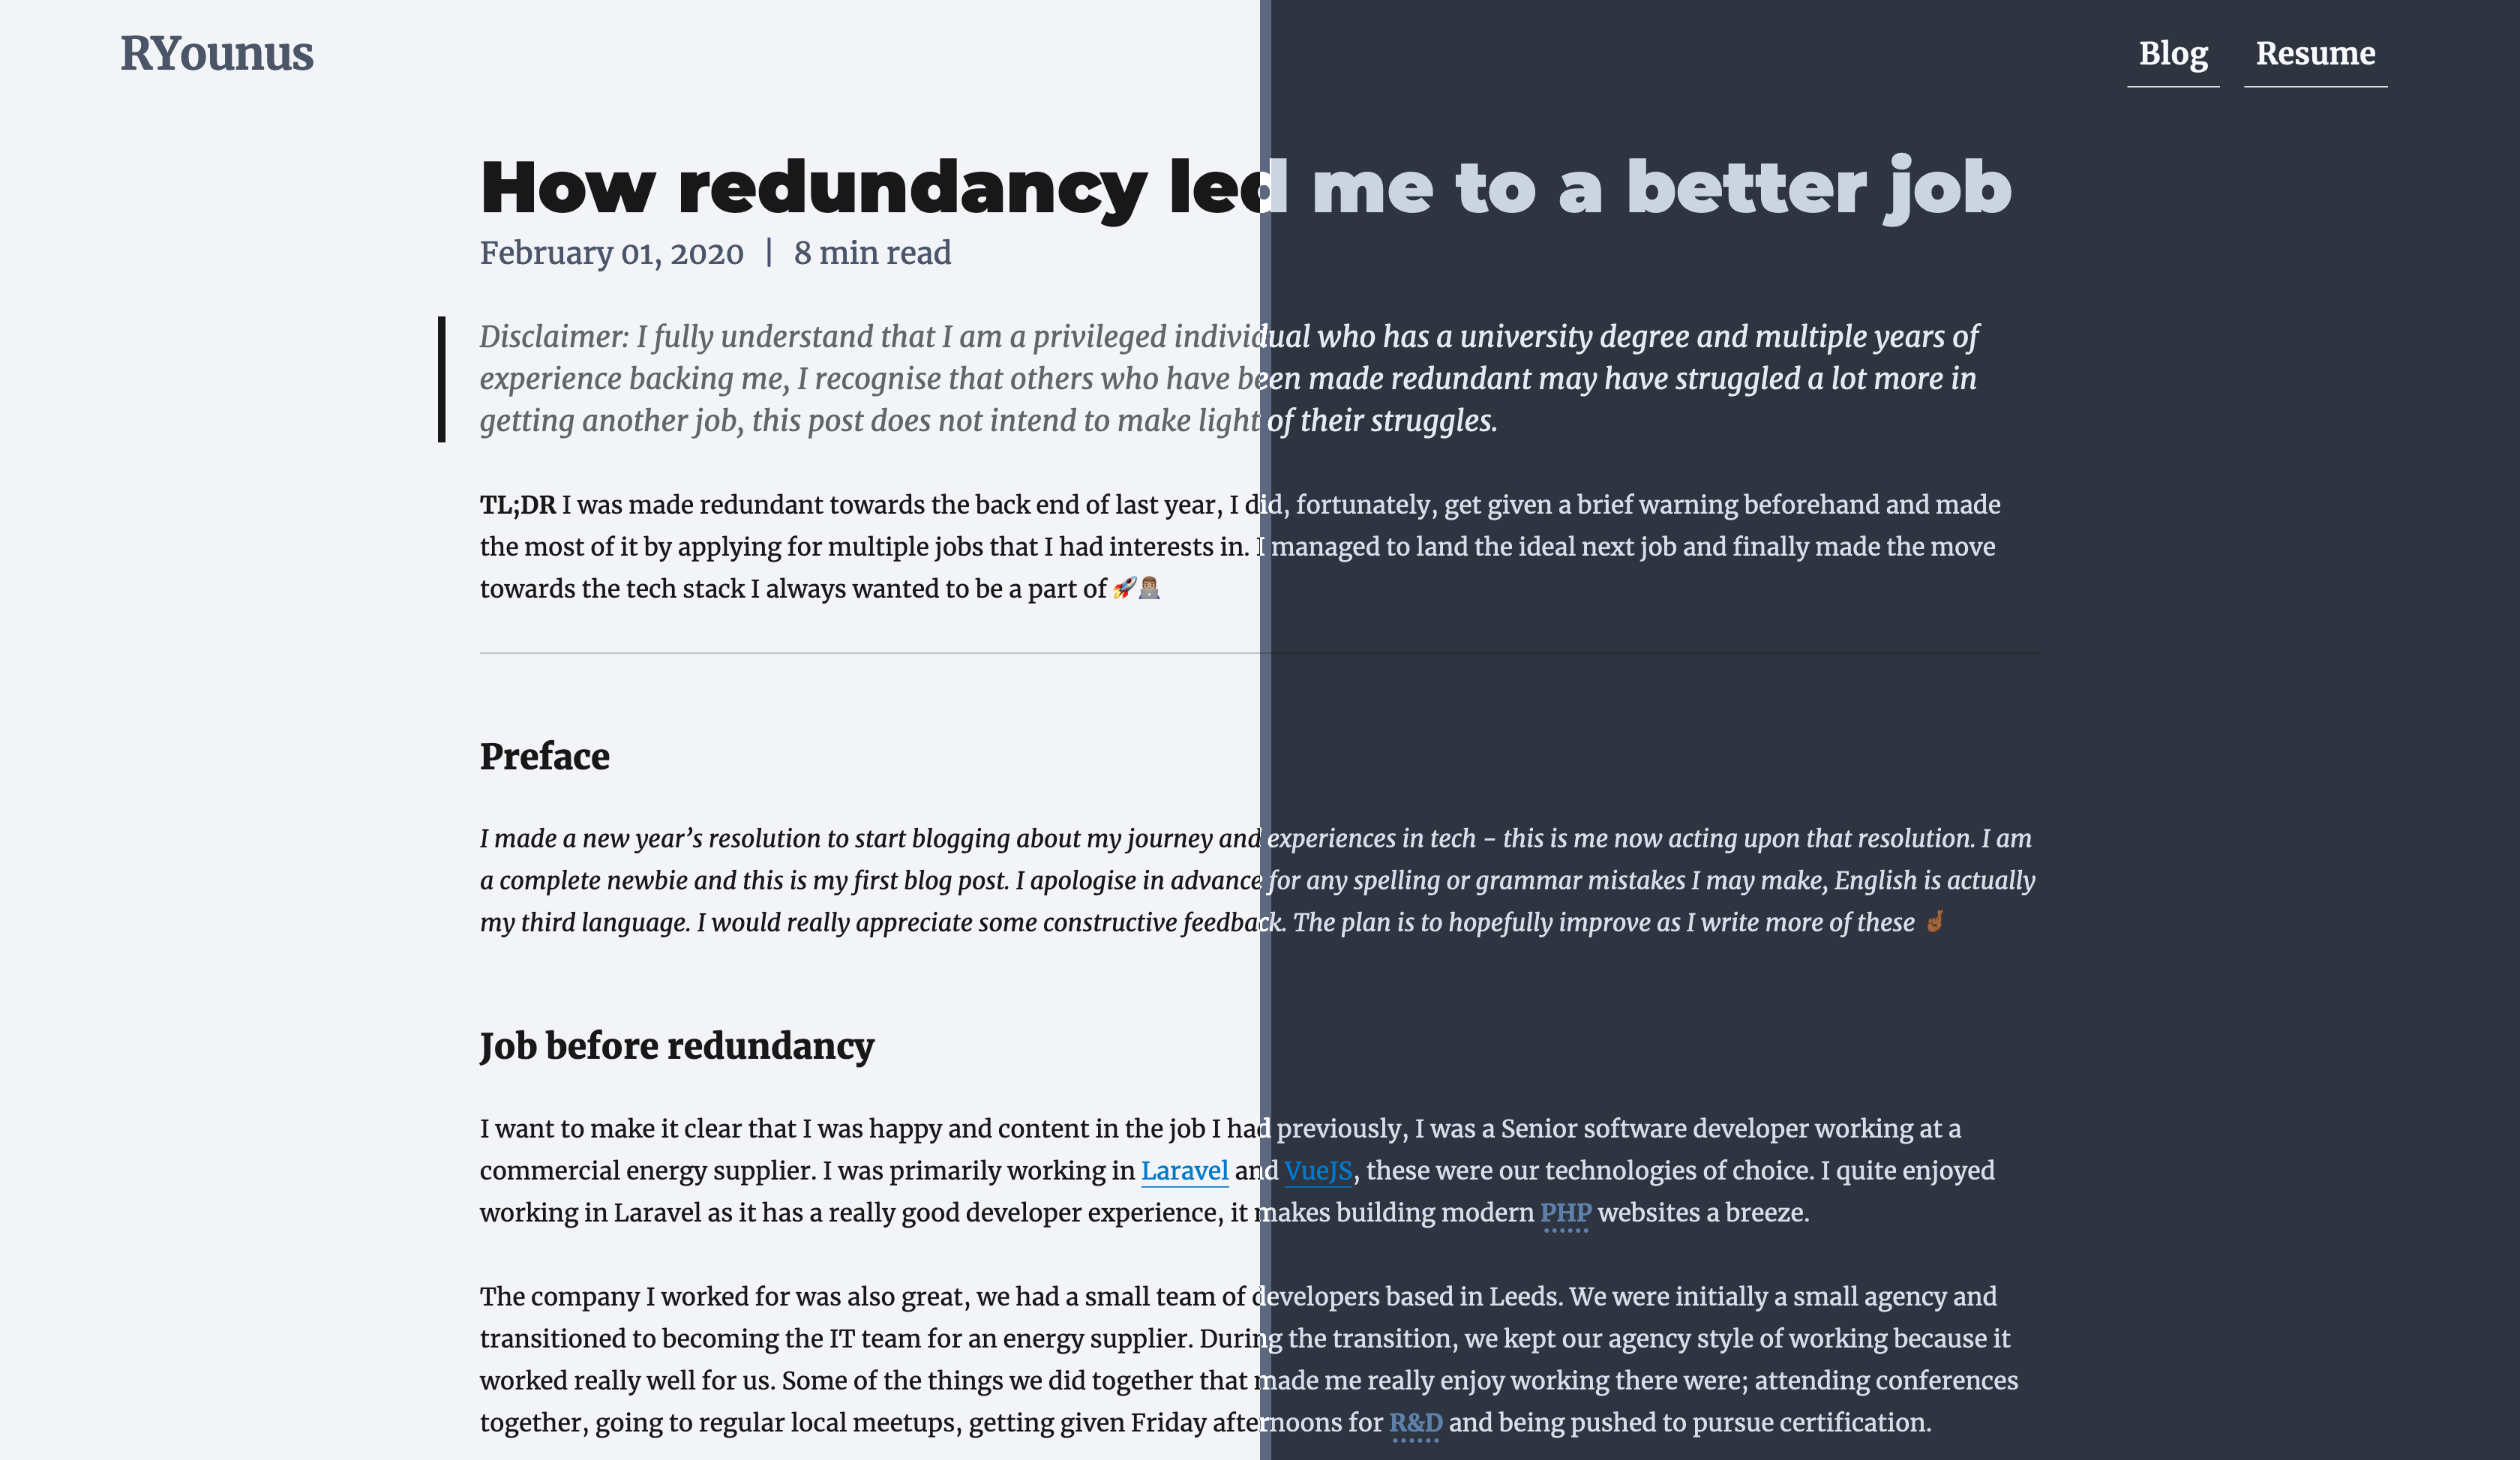 RYounus
Blog
Resume
How redundancy led me to a better job
February 01, 2020 | 8 min read
Disclaimer: I fully understand that I am a privileged individual who has a university degree and multiple years of
experience backing me, I recognise that others who have been made redundant may have struggled a lot more in
getting another job, this post does not intend to make light of their struggles.
TL;DR I was made redundant towards the back end of last year, I did, fortunately, get given a brief warning beforehand and made
the most of it by applying for multiple jobs that I had interests in. I managed to land the ideal next job and finally made the move
towards the tech stack I always wanted to be a part of 🚀👨🏽‍💻
Preface
I made a new year’s resolution to start blogging about my journey and experiences in tech - this is me now acting upon that resolution. I am
a complete newbie and this is my first blog post. I apologise in advance for any spelling or grammar mistakes I may make, English is actually
my third language. I would really appreciate some constructive feedback. The plan is to hopefully improve as I write more of these 🤞🏾
Job before redundancy
I want to make it clear that I was happy and content in the job I had previously, I was a Senior software developer working at a
commercial energy supplier. I was primarily working in Laravel and VueJS, these were our technologies of choice. I quite enjoyed
working in Laravel as it has a really good developer experience, it makes building modern PHP websites a breeze.
The company I worked for was also great, we had a small team of developers based in Leeds. We were initially a small agency and
transitioned to becoming the IT team for an energy supplier. During the transition, we kept our agency style of working because it
worked really well for us. Some of the things we did together that made me really enjoy working there were; attending conferences
together, going to regular local meetups, getting given Friday afternoons for R&D and being pushed to pursue certification.